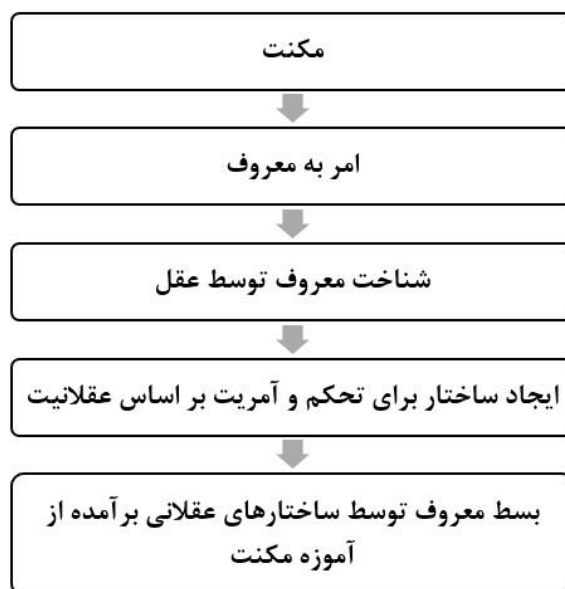 مکنت
امر به معروف
شناخت معروف توسط عقل
ایجاد ساختار برای تحکم و آمریت بر اساس عقلانیت
بسط معروف توسط ساختارهای عقلانی برآمده از
آموزه مکنت